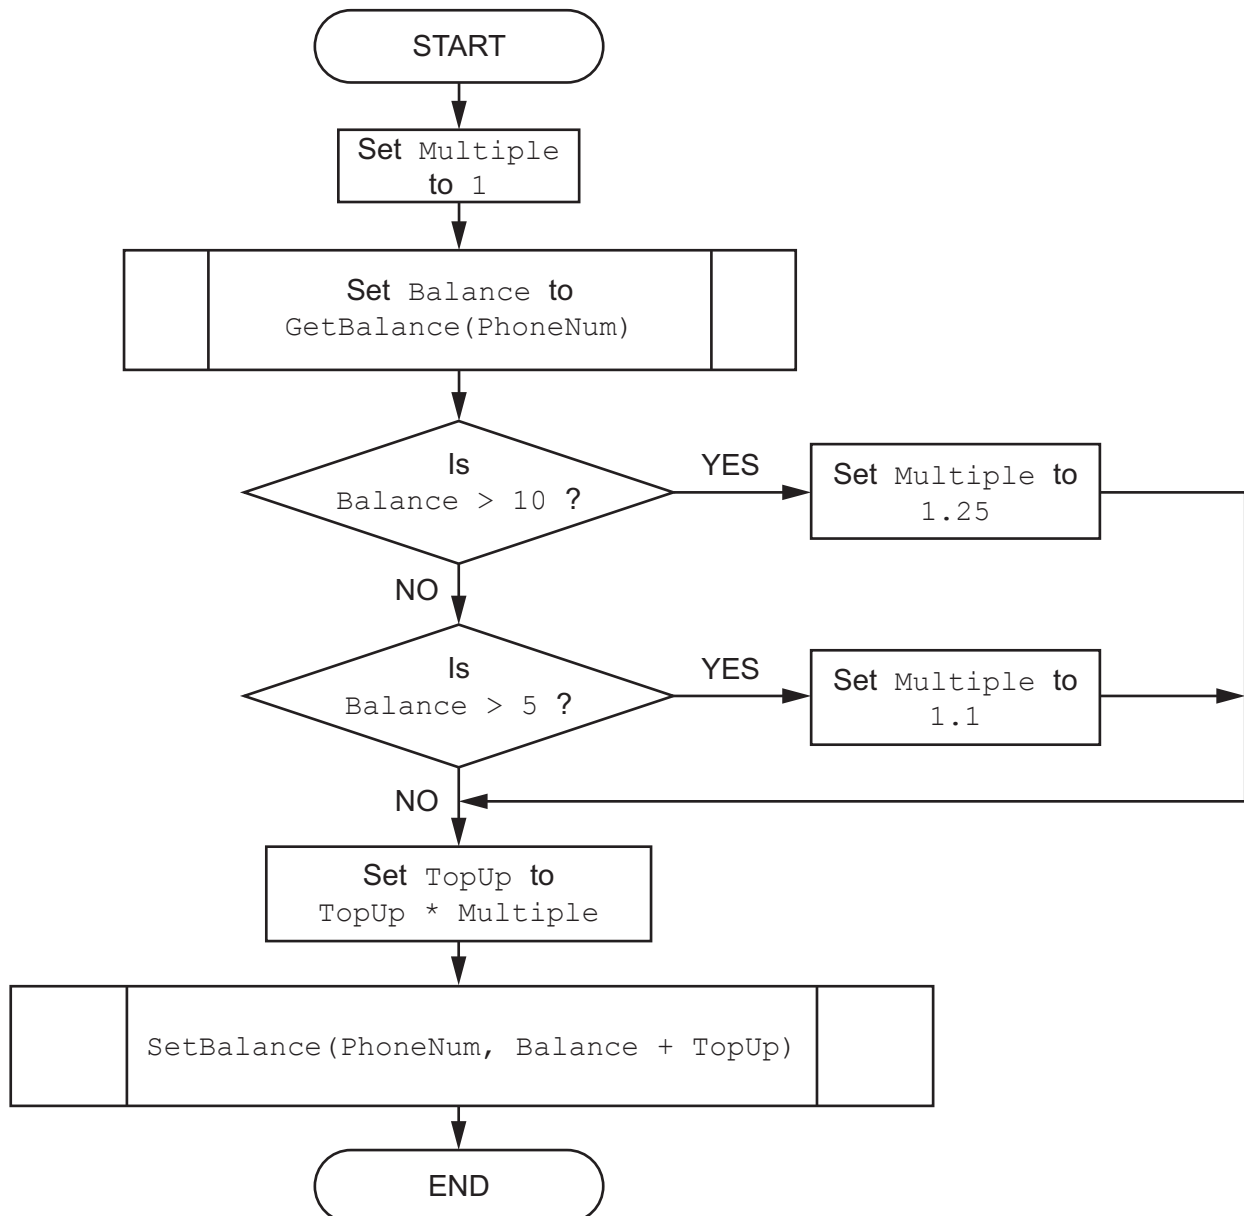 START
Set Multiple
to 1
Set Balance to
GetBalance(PhoneNum)
Is
Balance > 10 ?
YES
Set Multiple to
1.25
NO
Is
Balance > 5 ?
YES
Set Multiple to
1.1
NO
Set TopUp to
TopUp * Multiple
SetBalance(PhoneNum, Balance + TopUp)
END